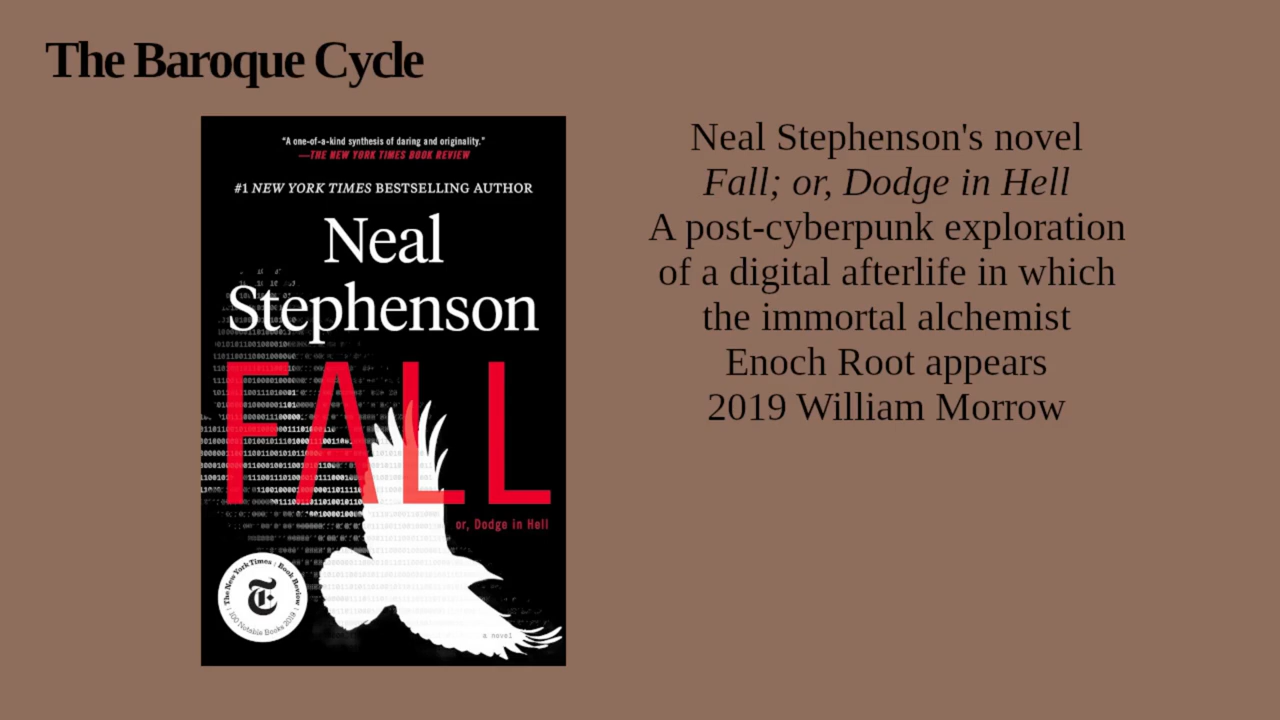 The Baroque Cycle
"A one-of-a-kind synthesis of daring and originality."
—THE NEW YORK TIMES BOOK REVIEW
#1 NEW YORK TIMES BESTSELLING AUTHOR
Neal
Stephenson
FALL
or, Dodge in Hell
The New York Times | Book Review
100 Notable Books 2019
a novel
Neal Stephenson's novel
Fall; or, Dodge in Hell
A post-cyberpunk exploration
of a digital afterlife in which
the immortal alchemist
Enoch Root appears
2019 William Morrow